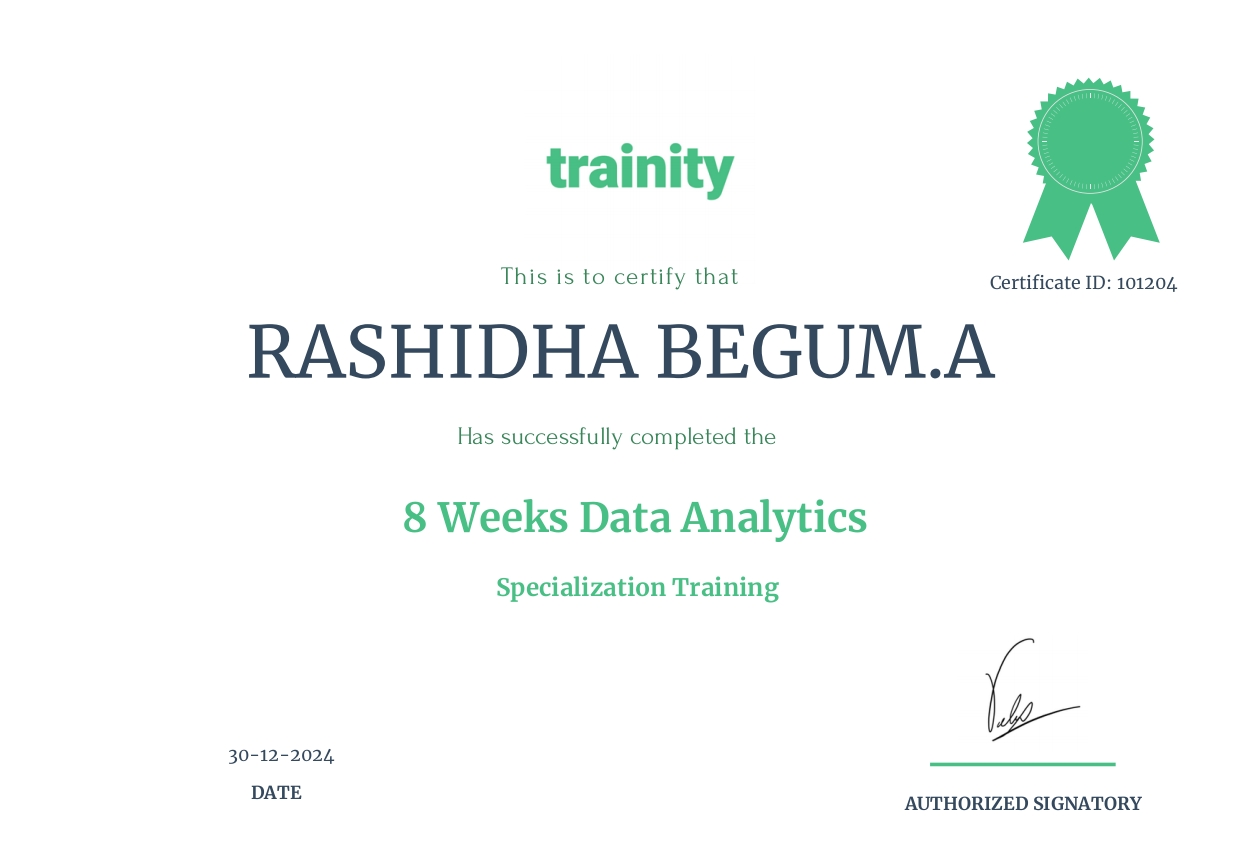 trainity
Certificate ID: 101204
This is to certify that
RASHIDHA BEGUM.A
Has successfully completed the
8 Weeks Data Analytics
Specialization Training
30-12-2024
DATE
AUTHORIZED SIGNATORY